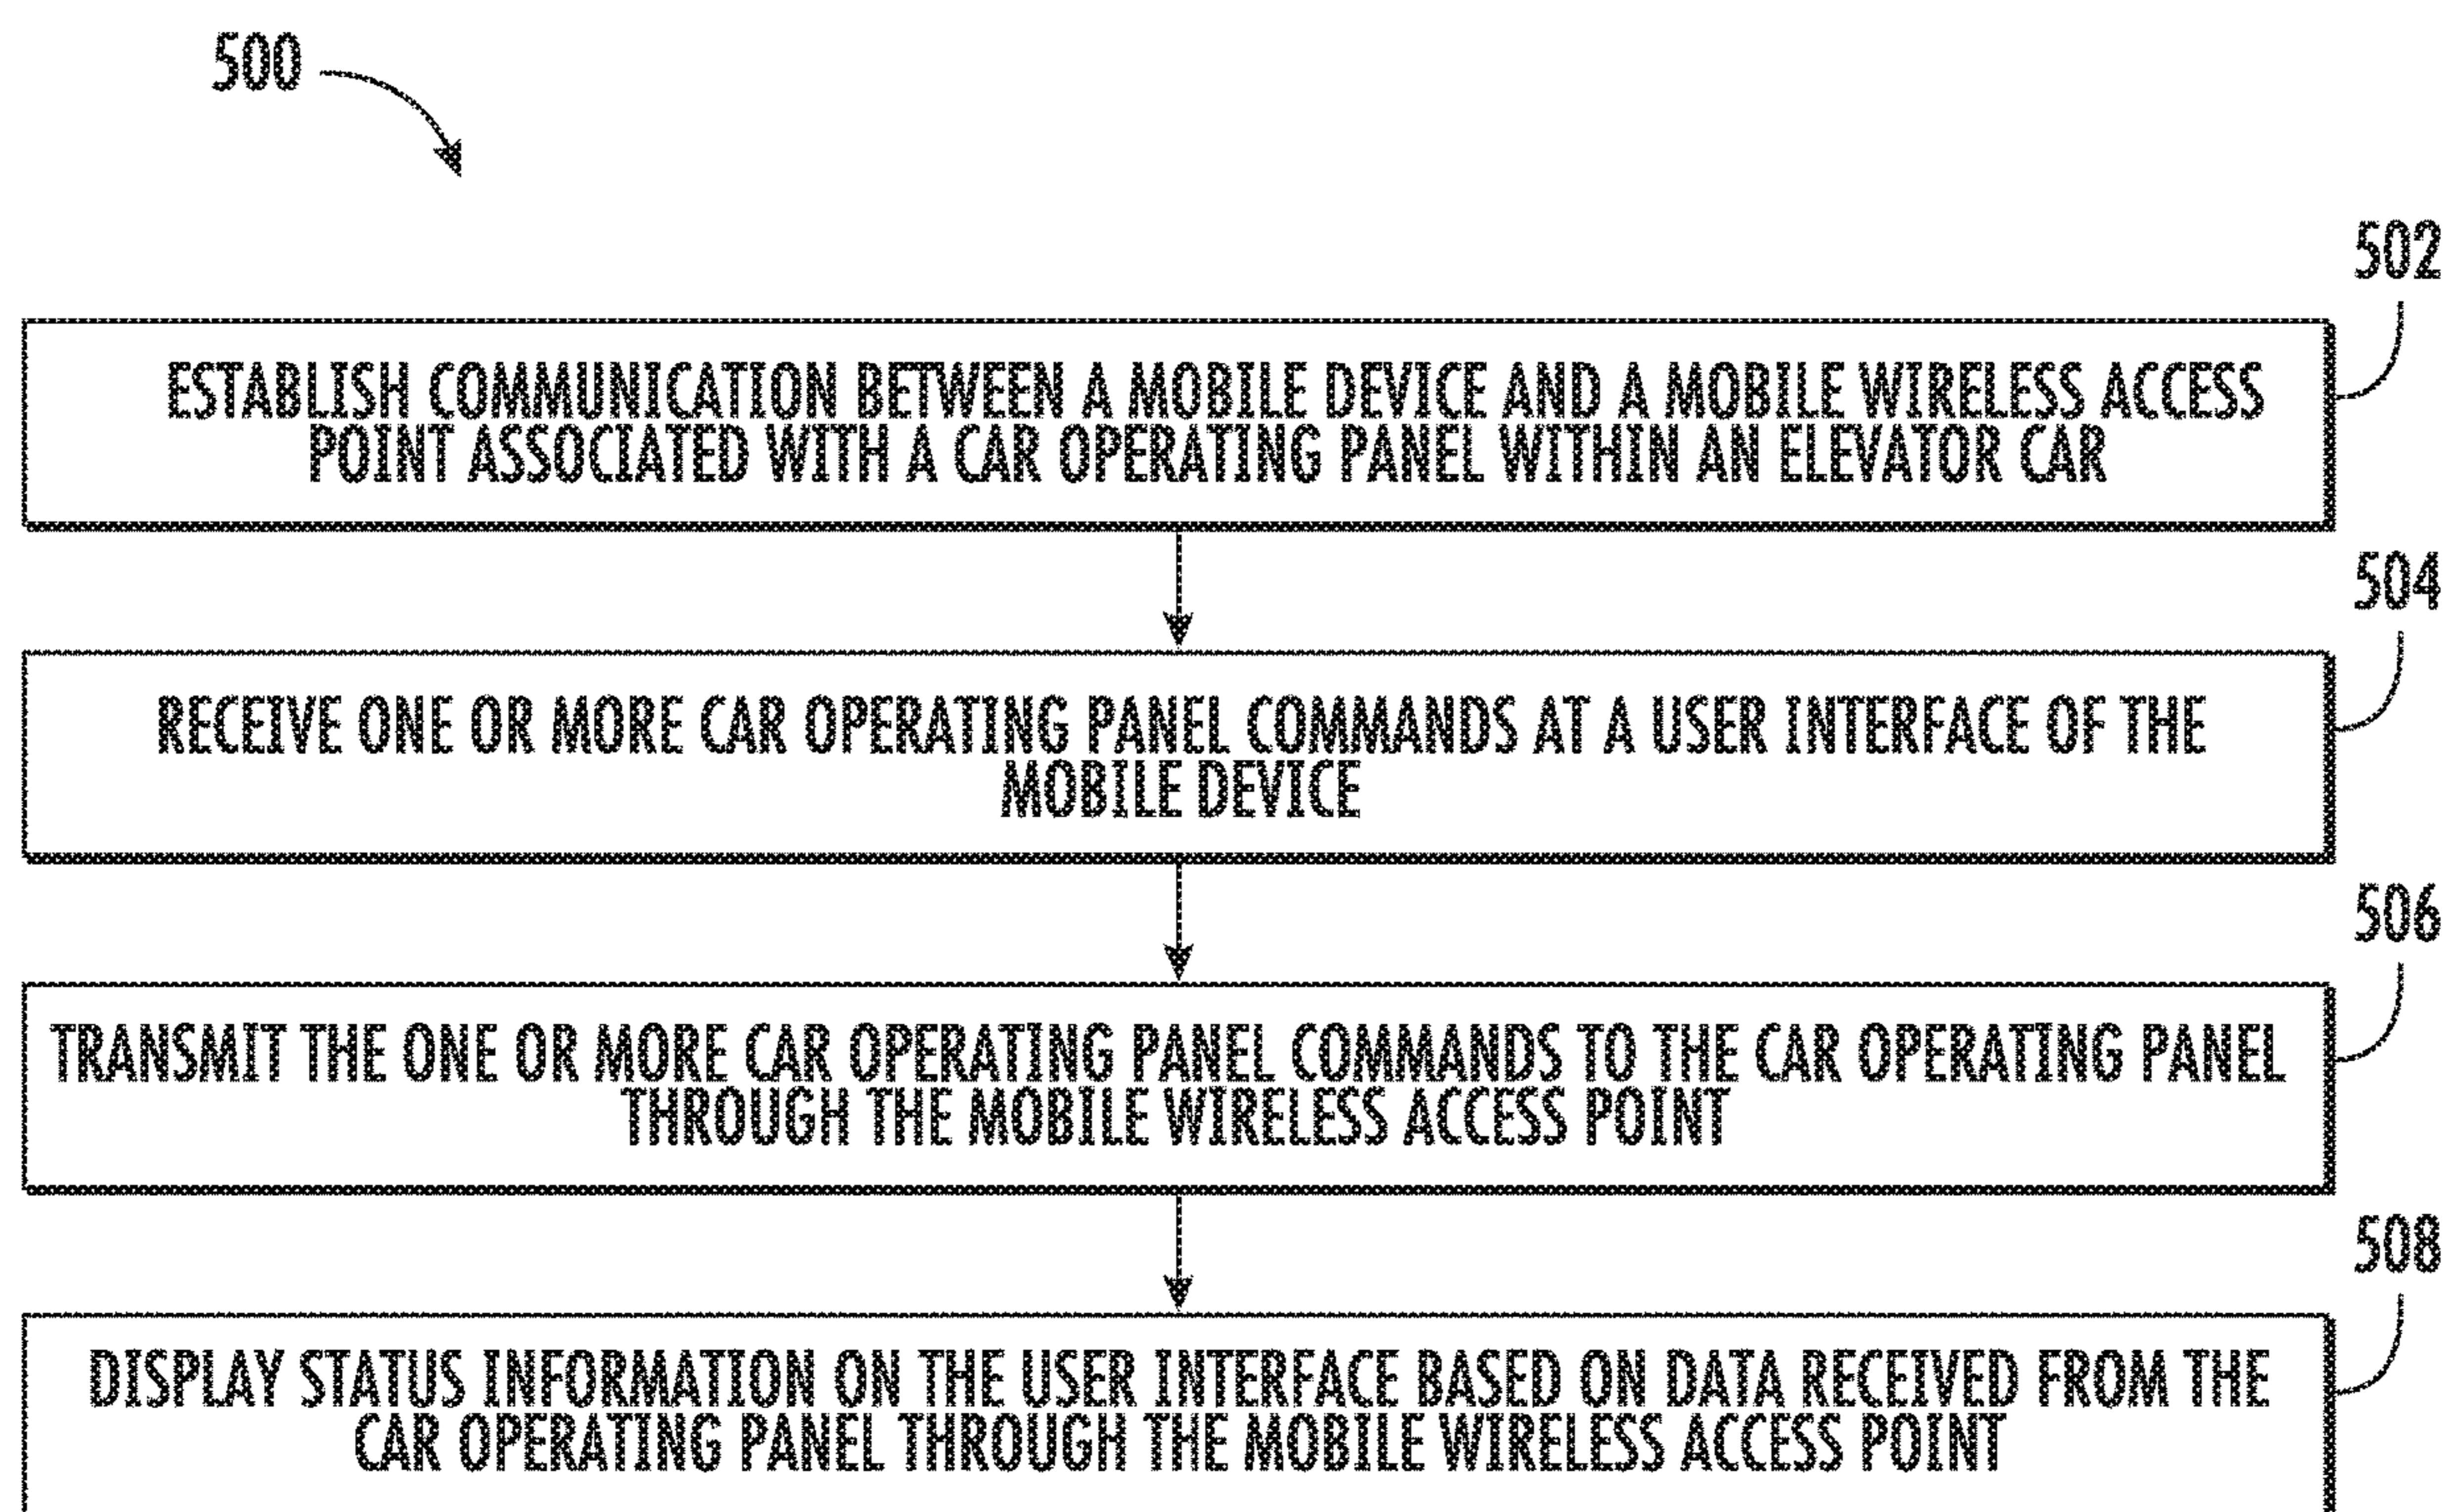 500
502
ESTABLISH COMMUNICATION BETWEEN A MOBILE DEVICE AND A MOBILE WIRELESS ACCESS
POINT ASSOCIATED WITH A CAR OPERATING PANEL WITHIN AN ELEVATOR CAR
504
RECEIVE ONE OR MORE CAR OPERATING PANEL COMMANDS AT A USER INTERFACE OF THE
MOBILE DEVICE
506
TRANSMIT THE ONE OR MORE CAR OPERATING PANEL COMMANDS TO THE CAR OPERATING PANEL
THROUGH THE MOBILE WIRELESS ACCESS POINT
508
DISPLAY STATUS INFORMATION ON THE USER INTERFACE BASED ON DATA RECEIVED FROM THE
CAR OPERATING PANEL THROUGH THE MOBILE WIRELESS ACCESS POINT